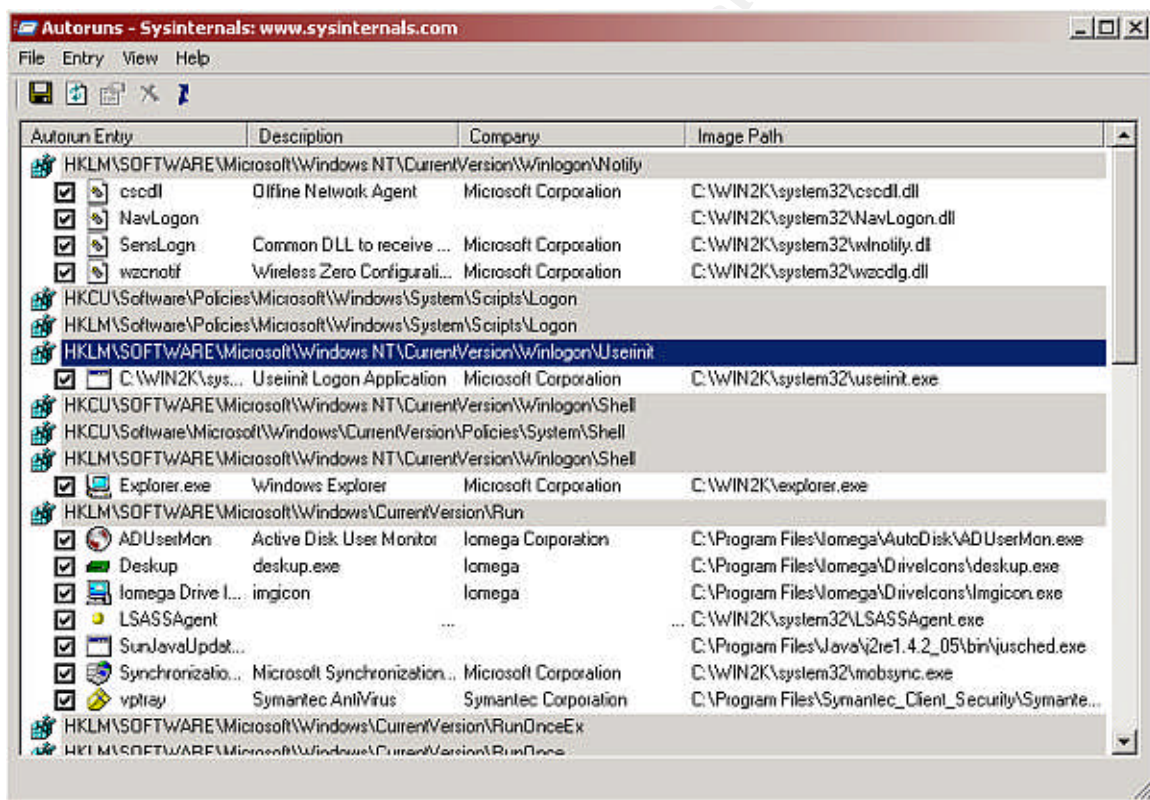 Autoruns - Sysinternals: www.sysinternals.com
File Entry View Help
Autorun Entry Description Company Image Path
HKLM\SOFTWARE\Microsoft\Windows NT\CurrentVersion\Winlogon\Notify
cscdll Offline Network Agent Microsoft Corporation C:\WIN2K\system32\cscdll.dll
NavLogon C:\WIN2K\system32\NavLogon.dll
SensLogn Common DLL to receive ... Microsoft Corporation C:\WIN2K\system32\wlnotify.dll
wzcnotif Wireless Zero Configurati... Microsoft Corporation C:\WIN2K\system32\wzcdlg.dll
HKCU\Software\Policies\Microsoft\Windows\System\Scripts\Logon
HKLM\Software\Policies\Microsoft\Windows\System\Scripts\Logon
HKLM\SOFTWARE\Microsoft\Windows NT\CurrentVersion\Winlogon\Userinit
C:\WIN2K\sys... Userinit Logon Application Microsoft Corporation C:\WIN2K\system32\userinit.exe
HKCU\SOFTWARE\Microsoft\Windows NT\CurrentVersion\Winlogon\Shell
HKCU\Software\Microsoft\Windows\CurrentVersion\Policies\System\Shell
HKLM\SOFTWARE\Microsoft\Windows NT\CurrentVersion\Winlogon\Shell
Explorer.exe Windows Explorer Microsoft Corporation C:\WIN2K\explorer.exe
HKLM\SOFTWARE\Microsoft\Windows\CurrentVersion\Run
ADUserMon Active Disk User Monitor Iomega Corporation C:\Program Files\Iomega\AutoDisk\ADUserMon.exe
Deskup deskup.exe Iomega C:\Program Files\Iomega\DriveIcons\deskup.exe
Iomega Drive I... imgicon Iomega C:\Program Files\Iomega\DriveIcons\Imgicon.exe
LSASSAgent ... ... C:\WIN2K\system32\LSASSAgent.exe
SunJavaUpdat... C:\Program Files\Java\j2re1.4.2_05\bin\jusched.exe
Synchronizatio... Microsoft Synchronization... Microsoft Corporation C:\WIN2K\system32\mobsync.exe
vptray Symantec AntiVirus Symantec Corporation C:\Program Files\Symantec_Client_Security\Symante...
HKLM\SOFTWARE\Microsoft\Windows\CurrentVersion\RunOnceEx
HKLM\SOFTWARE\Microsoft\Windows\CurrentVersion\RunOnce